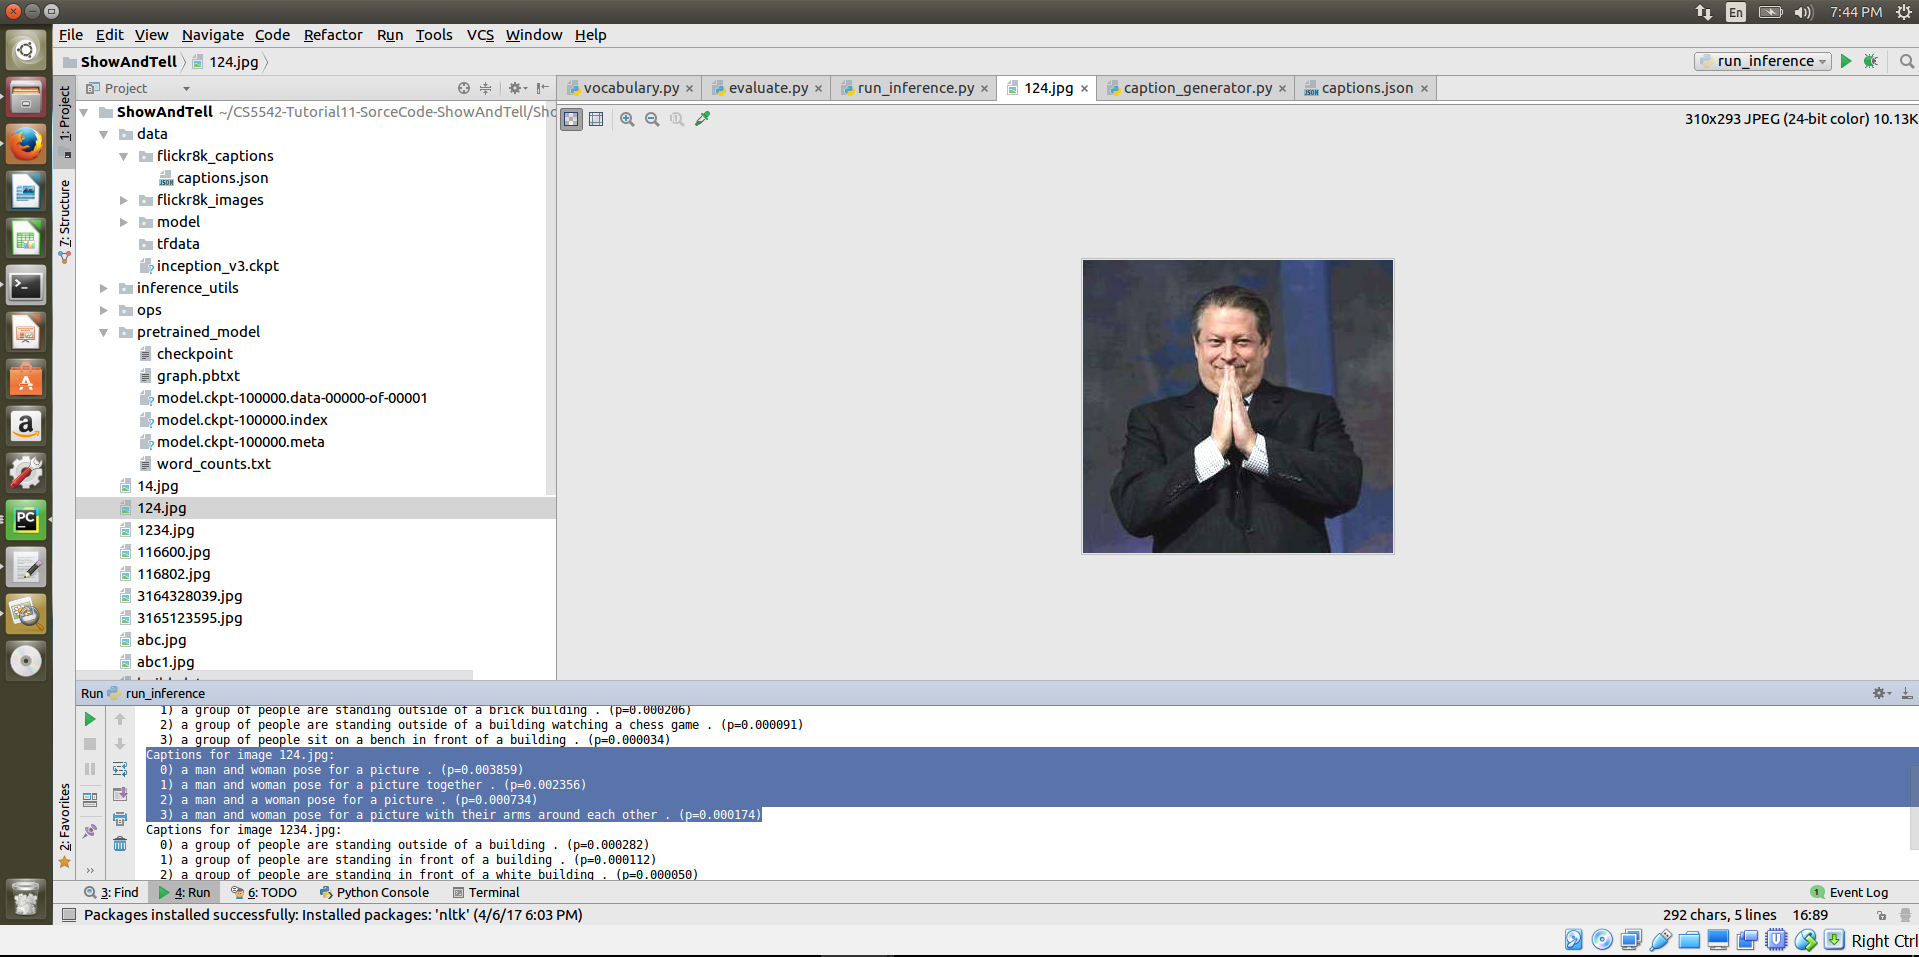 En
7:44 PM
File Edit View Navigate Code Refactor Run Tools VCS Window Help
ShowAndTell 124.jpg
run_inference
Project
vocabulary.py evaluate.py run_inference.py 124.jpg caption_generator.py captions.json
310x293 JPEG (24-bit color) 10.13K
1: Project
7: Structure
2: Favorites
ShowAndTell ~/CS5542-Tutorial11-SorceCode-ShowAndTell/Sho
data
flickr8k_captions
captions.json
flickr8k_images
model
tfdata
inception_v3.ckpt
inference_utils
ops
pretrained_model
checkpoint
graph.pbtxt
model.ckpt-100000.data-00000-of-00001
model.ckpt-100000.index
model.ckpt-100000.meta
word_counts.txt
14.jpg
124.jpg
1234.jpg
116600.jpg
116802.jpg
3164328039.jpg
3165123595.jpg
abc.jpg
abc1.jpg
Run run_inference
1) a group of people are standing outside of a brick building . (p=0.000206)
2) a group of people are standing outside of a building watching a chess game . (p=0.000091)
3) a group of people sit on a bench in front of a building . (p=0.000034)
Captions for image 124.jpg:
0) a man and woman pose for a picture . (p=0.003859)
1) a man and woman pose for a picture together . (p=0.002356)
2) a man and a woman pose for a picture . (p=0.000734)
3) a man and woman pose for a picture with their arms around each other . (p=0.000174)
Captions for image 1234.jpg:
0) a group of people are standing outside of a building . (p=0.000282)
1) a group of people are standing in front of a building . (p=0.000112)
2) a group of people are standing in front of a white building . (p=0.000050)
3: Find 4: Run 6: TODO Python Console Terminal
1 Event Log
Packages installed successfully: Installed packages: 'nltk' (4/6/17 6:03 PM)
292 chars, 5 lines 16:89
Right Ctrl